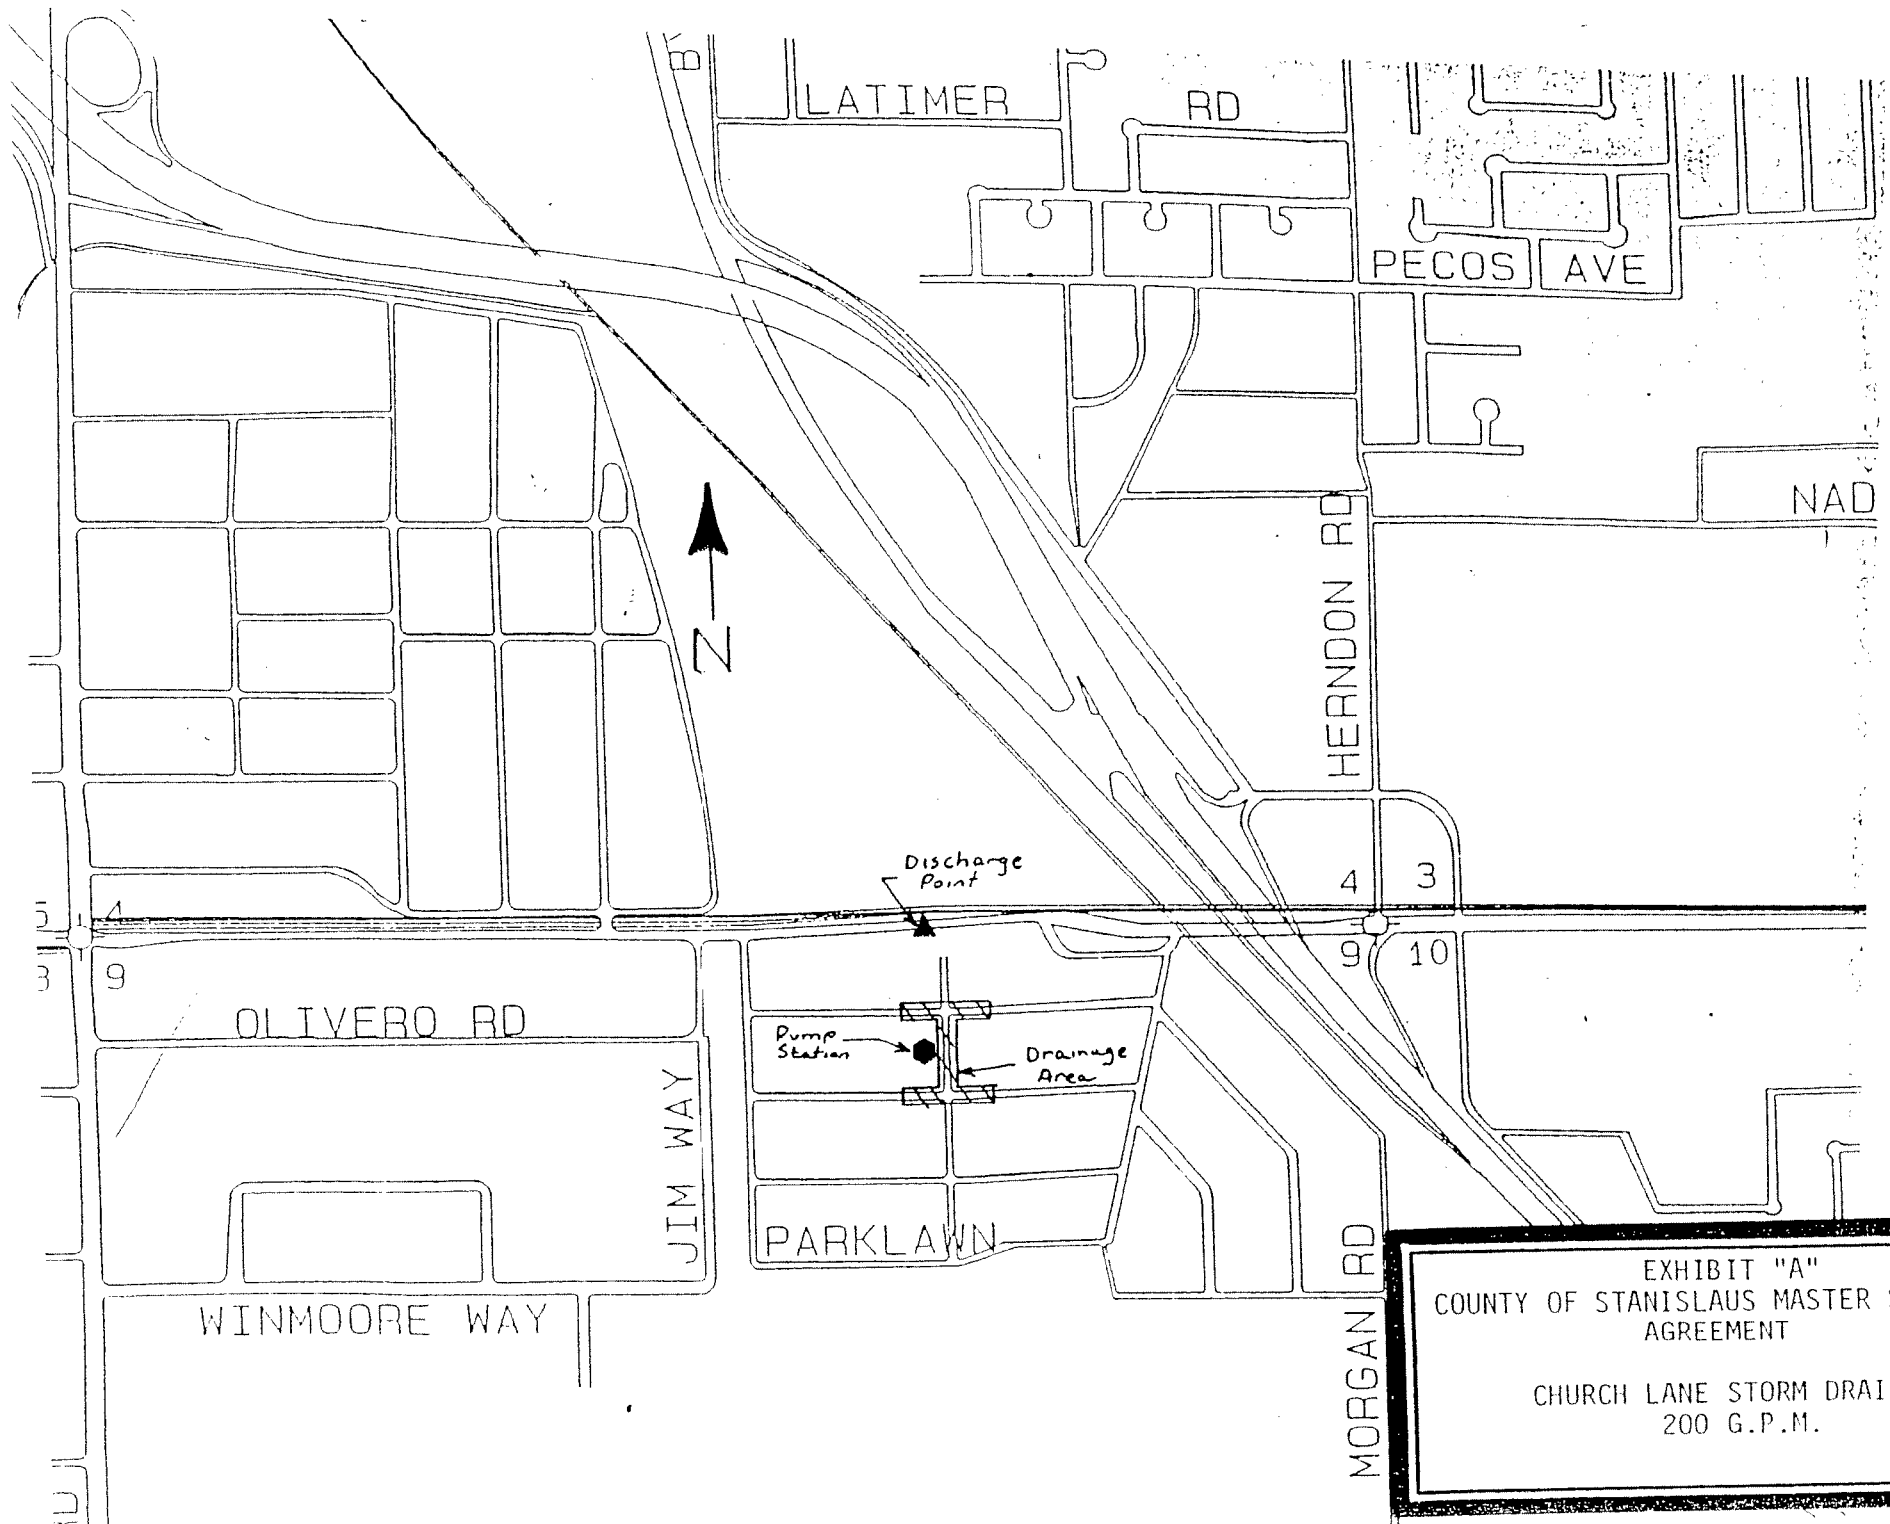 LATIMER RD
PECOS AVE
NAD
HERNDON RD
N
Discharge
Point
4 3
9 10
5 4
9
OLIVERO RD
Pump
Station
Drainage
Area
JIM WAY
PARKLAWN
WINMOORE WAY
MORGAN RD
EXHIBIT "A"
COUNTY OF STANISLAUS MASTER
AGREEMENT
CHURCH LANE STORM DRAI
200 G.P.M.